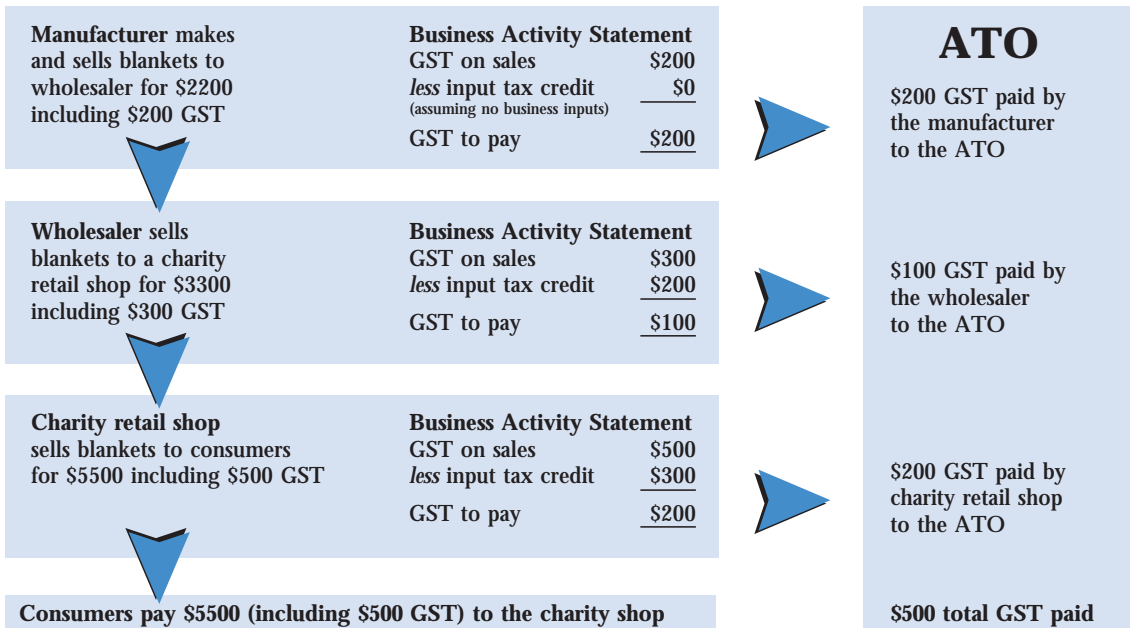 Manufacturer makes
and sells blankets to
wholesaler for $2200
including $200 GST
Business Activity Statement
GST on sales $200
less input tax credit $0
(assuming no business inputs)
GST to pay $200
ATO
$200 GST paid by
the manufacturer
to the ATO
Wholesaler sells
blankets to a charity
retail shop for $3300
including $300 GST
Business Activity Statement
GST on sales $300
less input tax credit $200
GST to pay $100
$100 GST paid by
the wholesaler
to the ATO
Charity retail shop
sells blankets to consumers
for $5500 including $500 GST
Business Activity Statement
GST on sales $500
less input tax credit $300
GST to pay $200
$200 GST paid by
charity retail shop
to the ATO
Consumers pay $5500 (including $500 GST) to the charity shop
$500 total GST paid